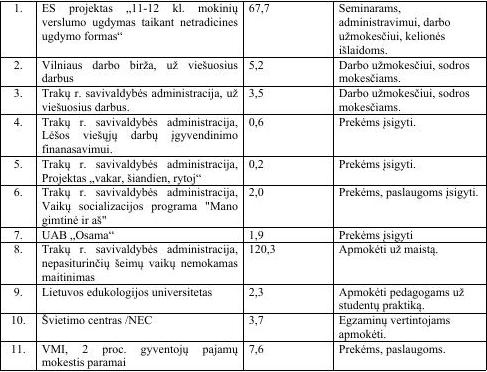 1. ES projektas „11-12 kl. mokinių 67,7 Seminarams,
verslumo ugdymas taikant netradicines administravimui, darbo
ugdymo formas“ užmokesčiui, kelionės
išlaidoms.
2. Vilniaus darbo birža, už viešuosius 5,2 Darbo užmokesčiui, sodros
darbus mokesčiams.
3. Trakų r. savivaldybės administracija, už 3,5 Darbo užmokesčiui, sodros
viešuosius darbus. mokesčiams.
4. Trakų r. savivaldybės administracija, 0,6 Prekėms įsigyti.
Lėšos viešųjų darbų įgyvendinimo
finanasavimui.
5. Trakų r. savivaldybės administracija, 0,2 Prekėms įsigyti.
Projektas „vakar, šiandien, rytoj“
6. Trakų r. savivaldybės administracija, 2,0 Prekėms, paslaugoms įsigyti.
Vaikų socializacijos programa "Mano
gimtinė ir aš"
7. UAB „Osama“ 1,9 Prekėms įsigyti
8. Trakų r. savivaldybės administracija, 120,3 Apmokėti už maistą.
nepasiturinčių šeimų vaikų nemokamas
maitinimas
9. Lietuvos edukologijos universitetas 2,3 Apmokėti pedagogams už
studentų praktiką.
10. Švietimo centras /NEC 3,7 Egzaminų vertintojams
apmokėti.
11. VMI, 2 proc. gyventojų pajamų 7,6 Prekėms, paslaugoms.
mokestis paramai